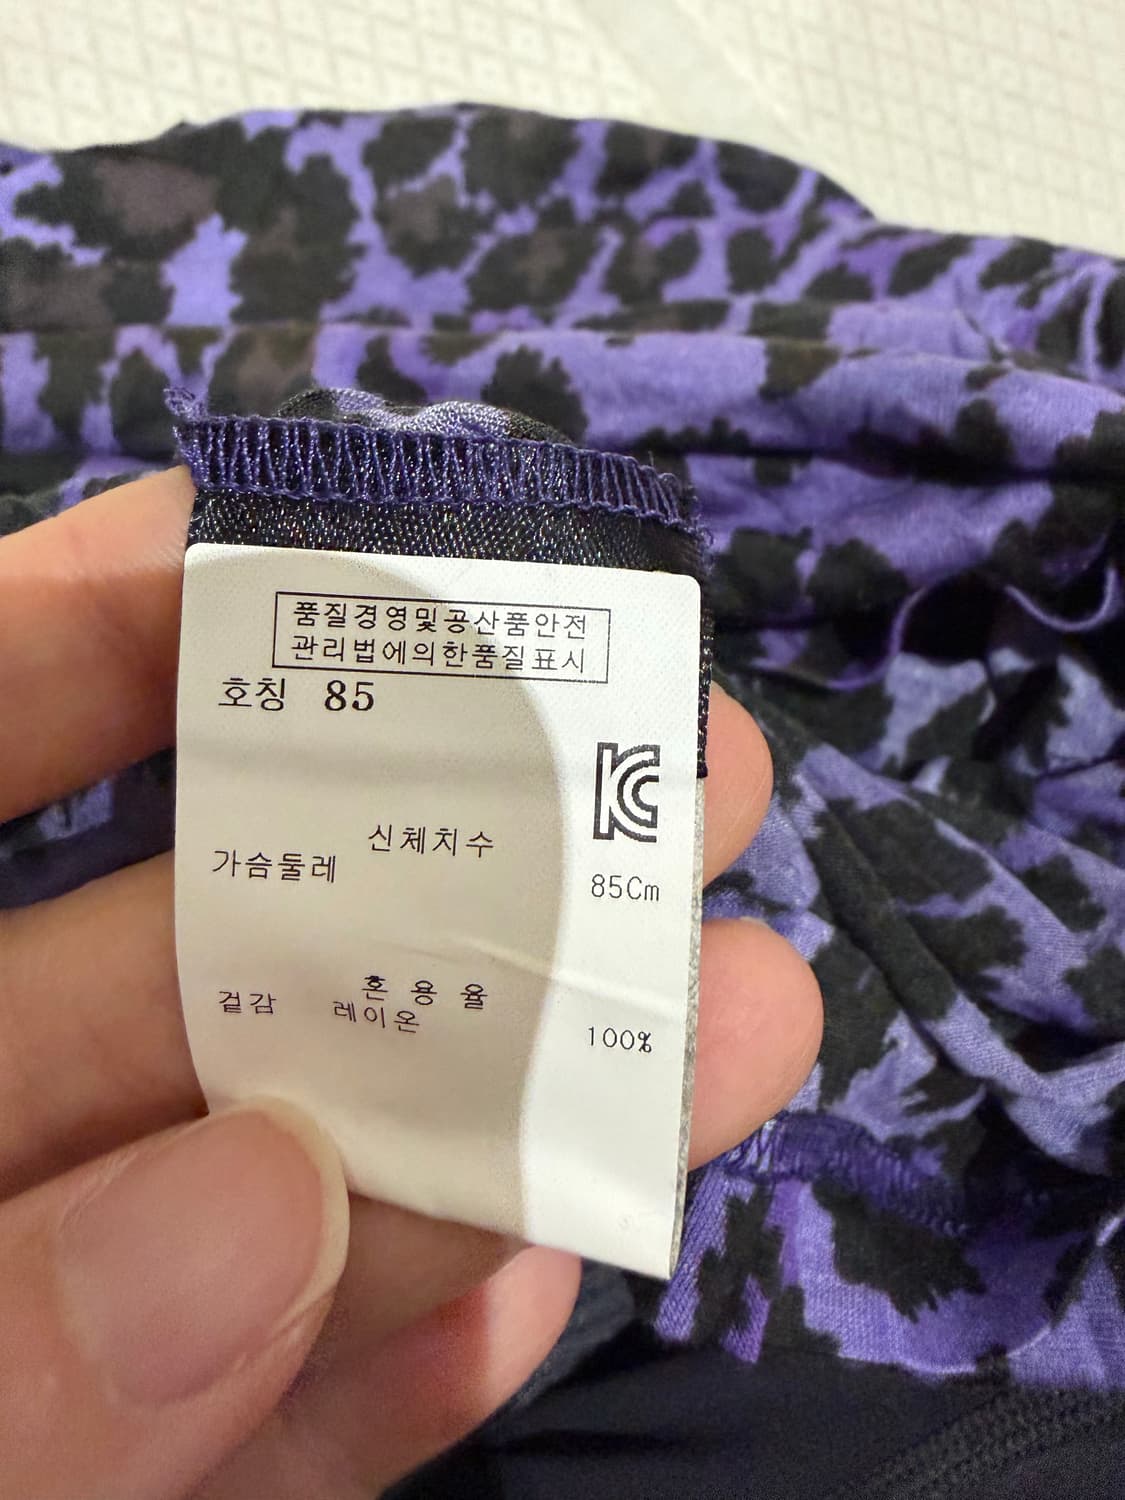 품질경영및공산품안전
관리법에의한품질표시
호칭 85
KC
신체치수
가슴둘레 85Cm
혼 용 율
겉감 레이온 100%